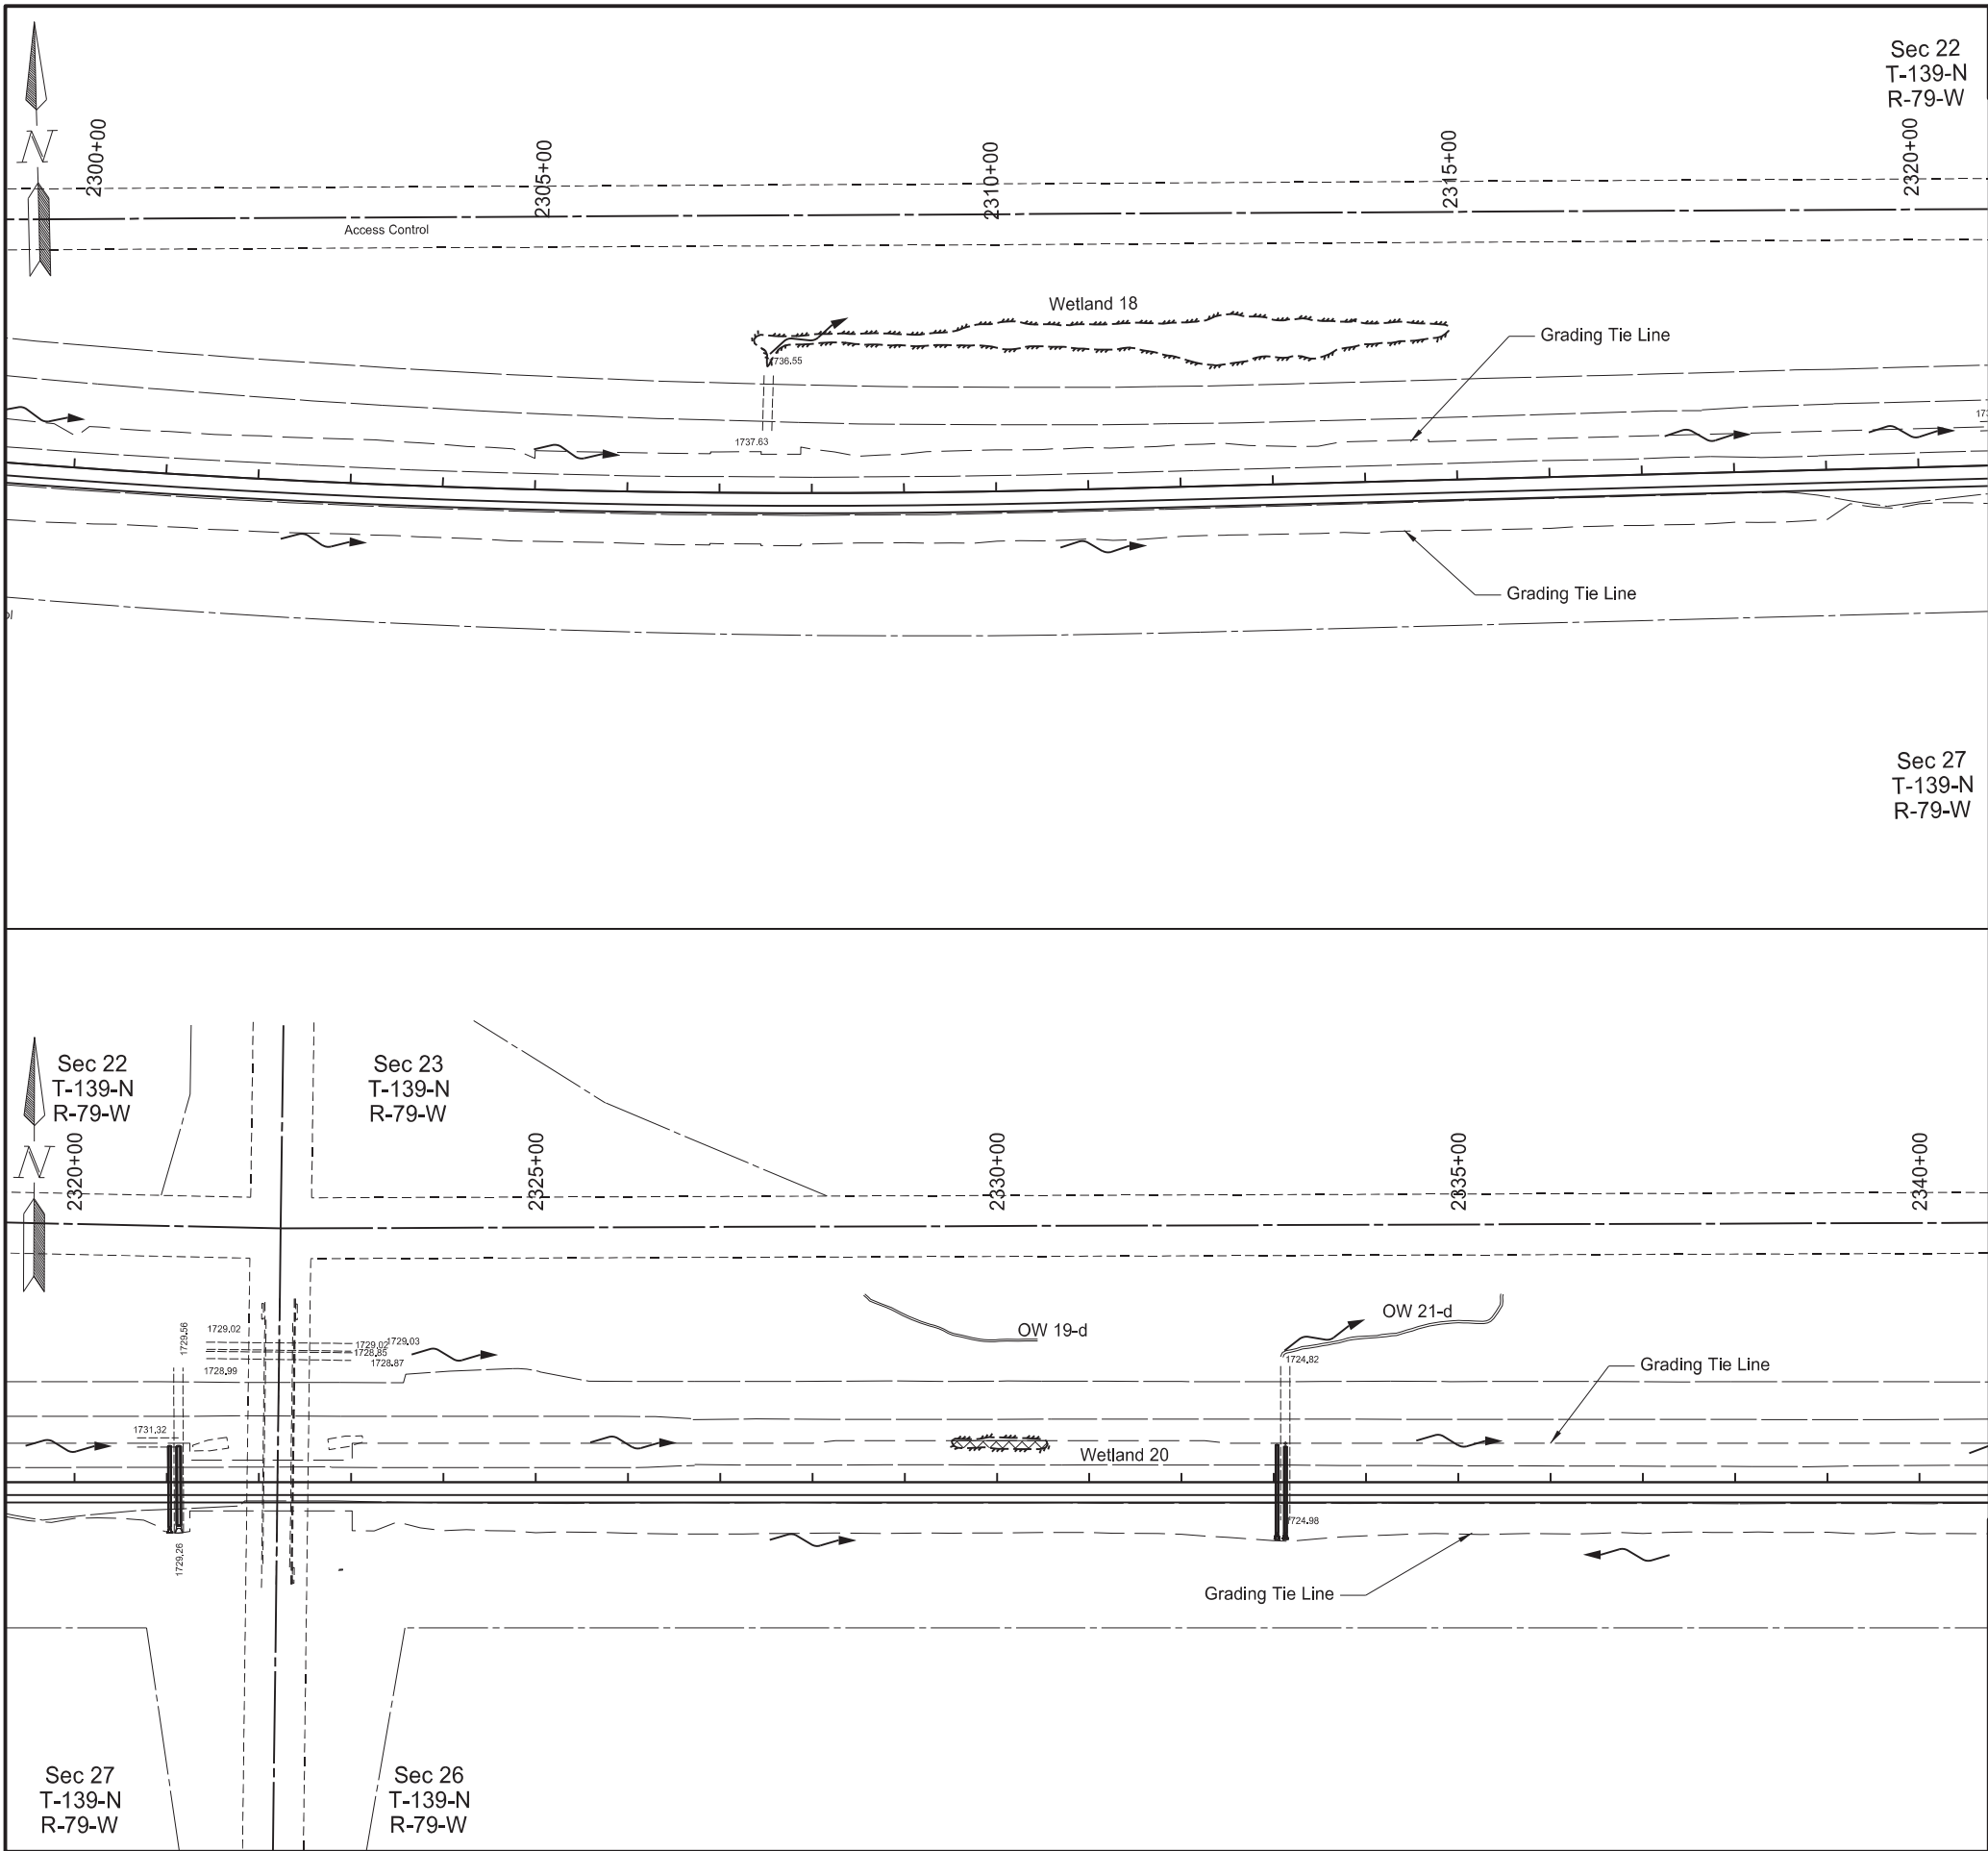 Sec 22
T-139-N
R-79-W
N
2300+00
2305+00
2310+00
2315+00
2320+00
Access Control
Wetland 18
Grading Tie Line
1736.55
1737.63
Grading Tie Line
Sec 27
T-139-N
R-79-W
Sec 22
T-139-N
R-79-W
Sec 23
T-139-N
R-79-W
N
2320+00
2325+00
2330+00
2335+00
2340+00
1729.56
1729.02
1729.02
1729.03
1728.85
1728.87
1728.99
OW 19-d
OW 21-d
1724.82
Grading Tie Line
1731.32
Wetland 20
1724.98
1729.26
Grading Tie Line
Sec 27
T-139-N
R-79-W
Sec 26
T-139-N
R-79-W